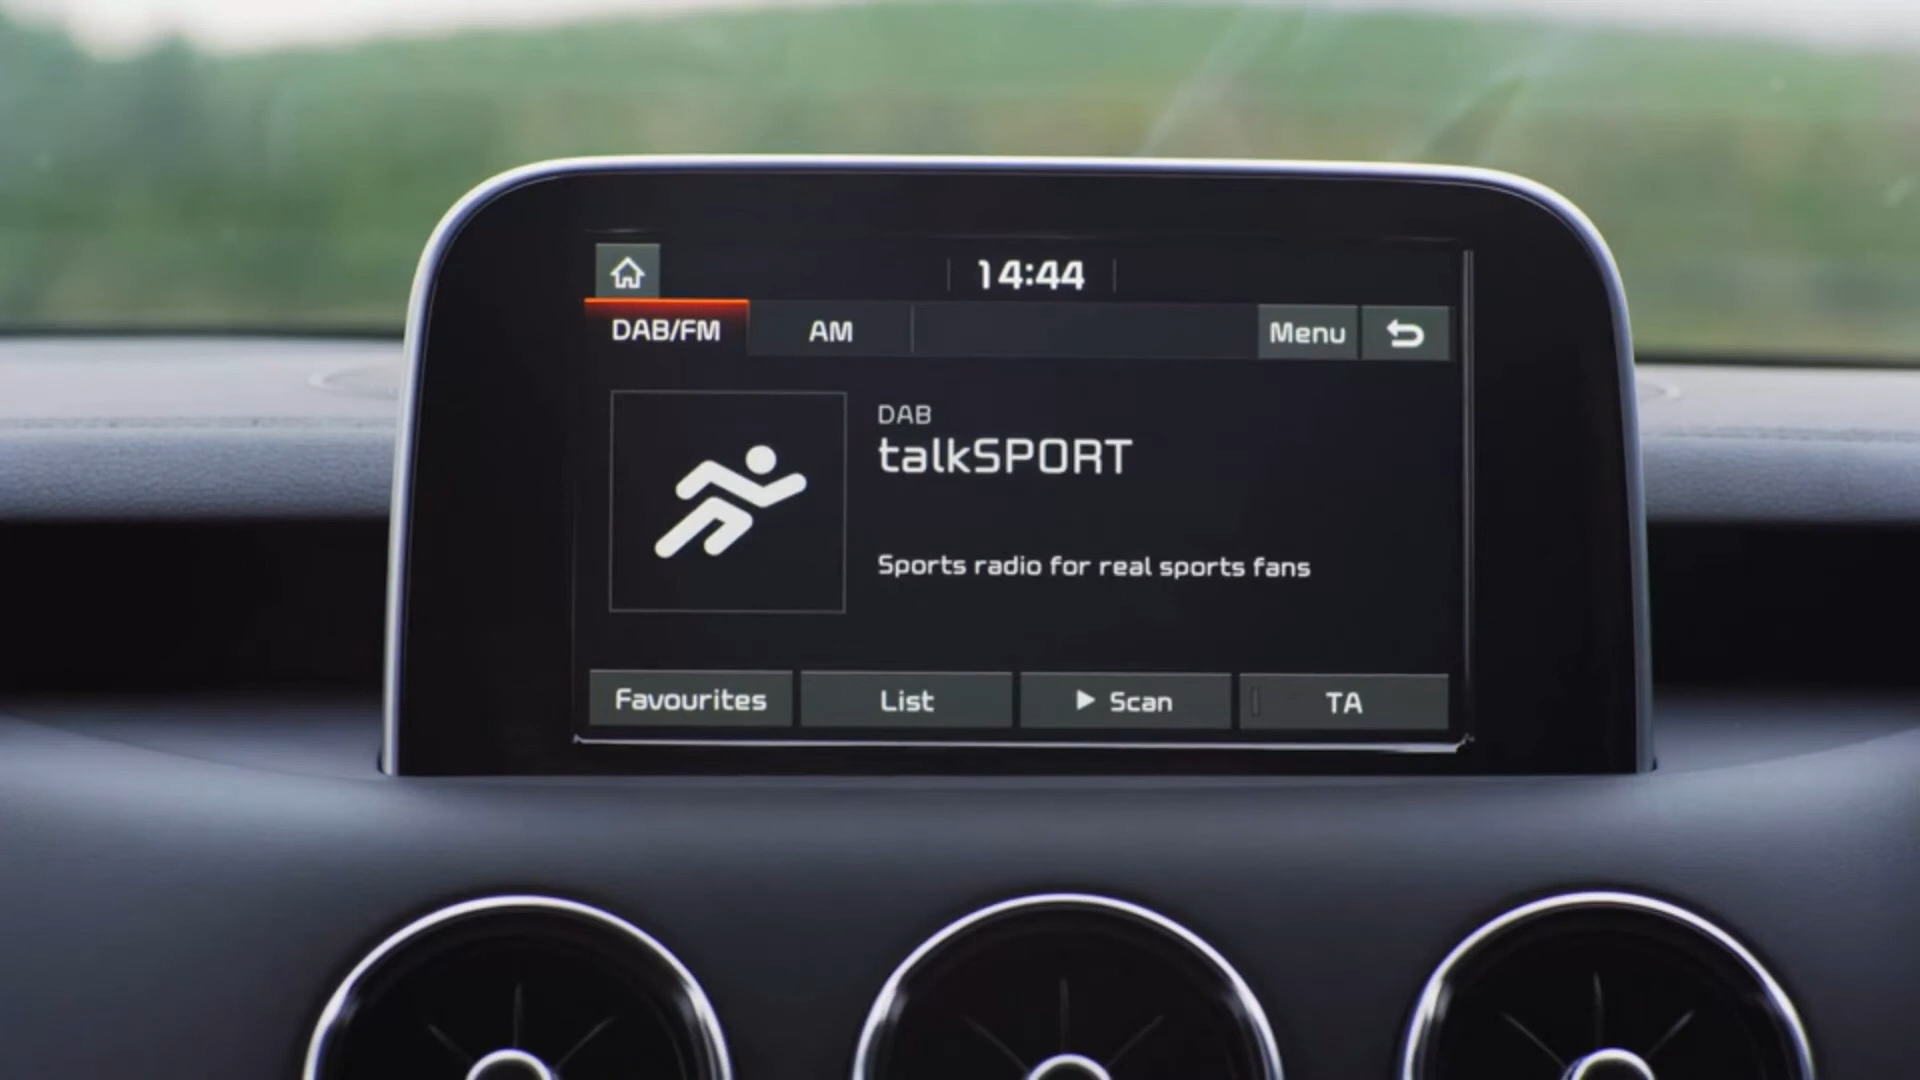 14:44
DAB/FM AM Menu
DAB
talkSPORT
Sports radio for real sports fans
Favourites List Scan TA